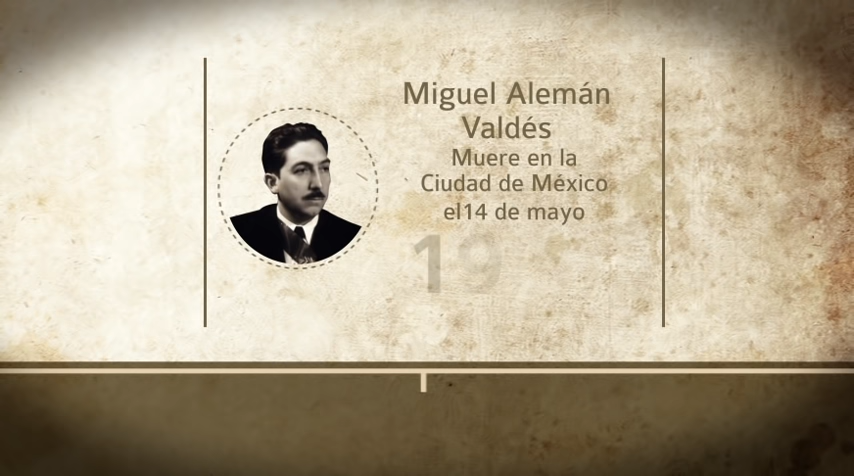 Miguel Alemán
Valdés
Muere en la
Ciudad de México
el14 de mayo
19